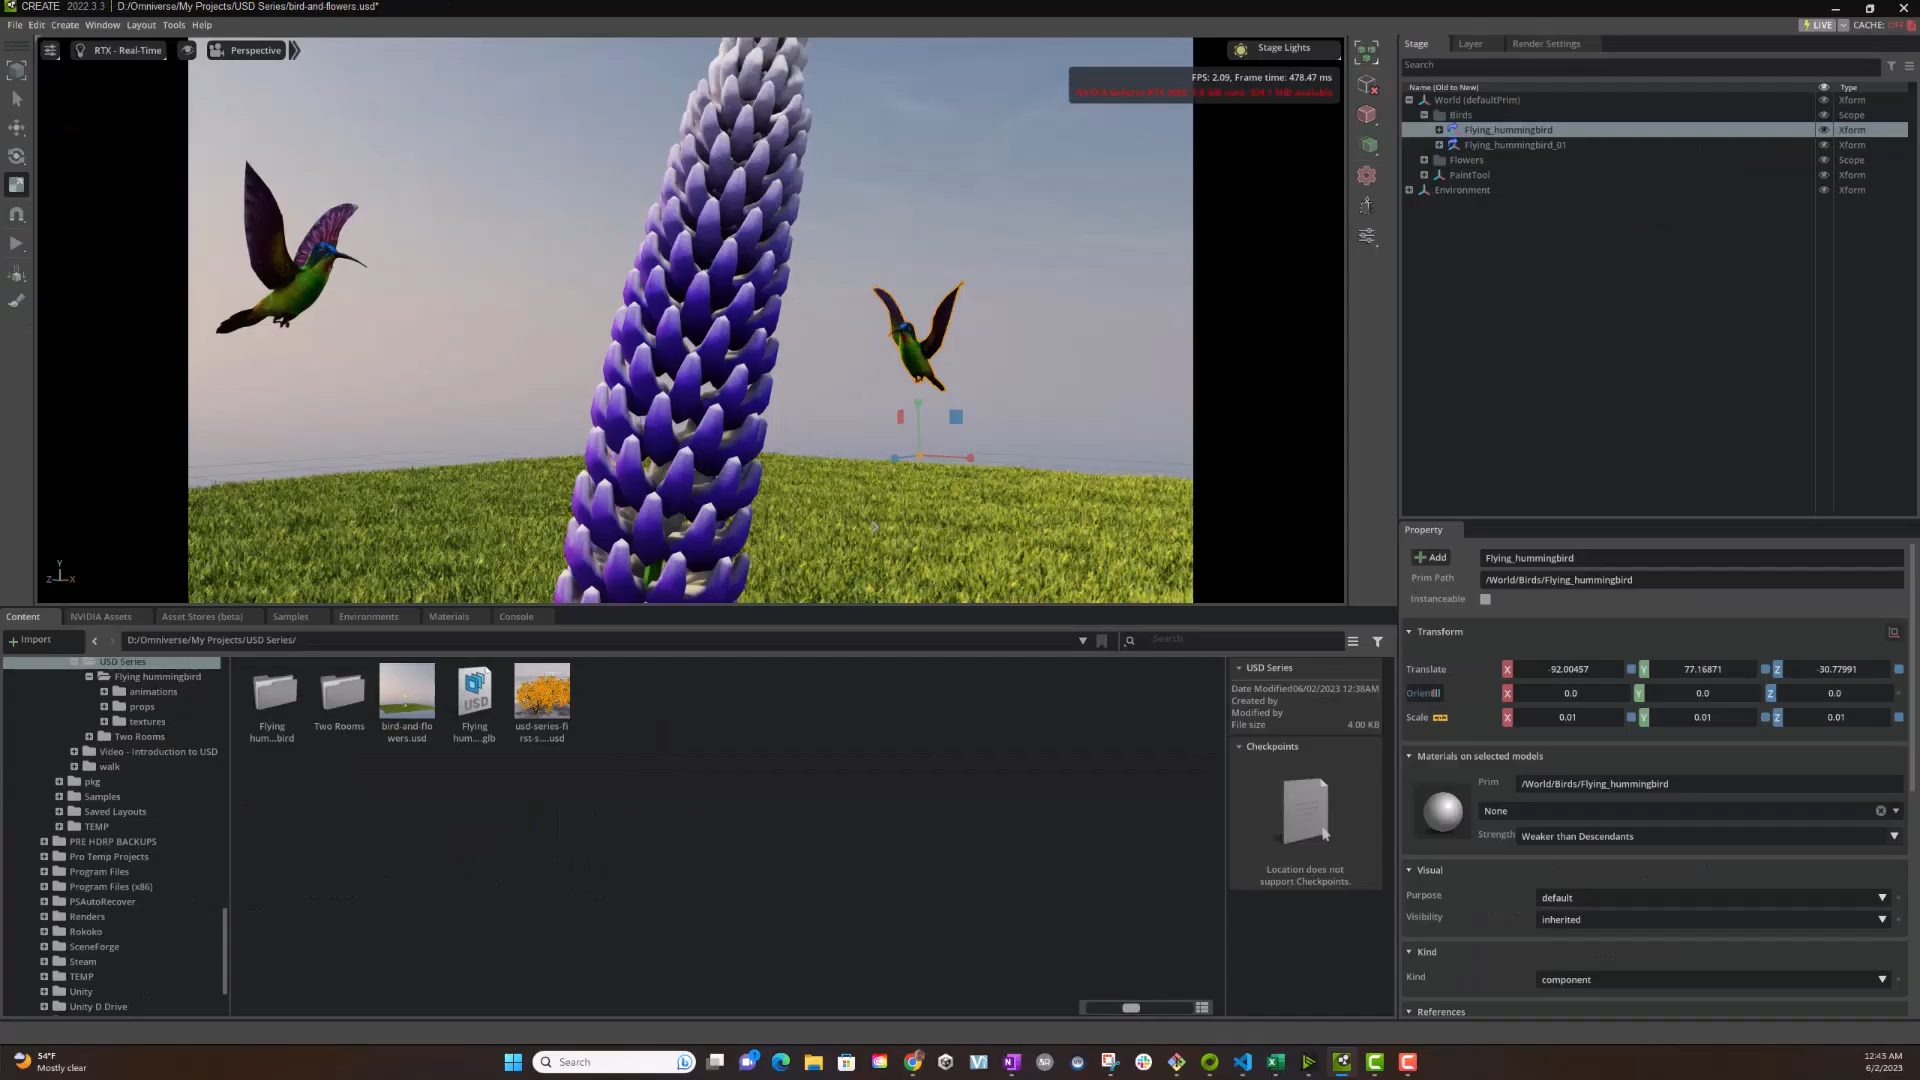 CREATE 2022.3.3 | D:/Omniverse/My Projects/USD Series/bird-and-flowers.usd*
File Edit Create Window Layout Tools Help
LIVE CACHE: OFF
RTX - Real-Time
Perspective
Stage Lights
FPS: 2.09, Frame time: 478.47 ms
Y
Z X
Stage Layer Render Settings
Search
Name (Old to New) Type
World (defaultPrim) Xform
Birds Scope
Flying_hummingbird Xform
Flying_hummingbird_01 Xform
Flowers Scope
PaintTool Xform
Environment Xform
Property
Add Flying_hummingbird
Prim Path /World/Birds/Flying_hummingbird
Instanceable
Transform
Translate X -92.00457 Y 77.16871 Z -30.77991
Orient X 0.0 Y 0.0 Z 0.0
Scale X 0.01 Y 0.01 Z 0.01
Materials on selected models
Prim /World/Birds/Flying_hummingbird
None
Strength Weaker than Descendants
Visual
Purpose default
Visibility inherited
Kind
Kind component
References
Content NVIDIA Assets Asset Stores (beta) Samples Environments Materials Console
Import D:/Omniverse/My Projects/USD Series/ Search
USD Series
Flying hummingbird
animations
props
textures
Two Rooms
Video - Introduction to USD
walk
pkg
Samples
Saved Layouts
TEMP
PRE HDRP BACKUPS
Pro Temp Projects
Program Files
Program Files (x86)
PSAutoRecover
Renders
Rokoko
SceneForge
Steam
TEMP
Unity
Unity D Drive
Flying hum...bird
Two Rooms
bird-and-flowers.usd
USD
Flying hum....glb
usd-series-first-s....usd
USD Series
Date Modified 06/02/2023 12:38AM
Created by
Modified by
File size 4.00 KB
Checkpoints
Location does not
support Checkpoints.
54°F
Mostly clear
Search
12:43 AM
6/2/2023